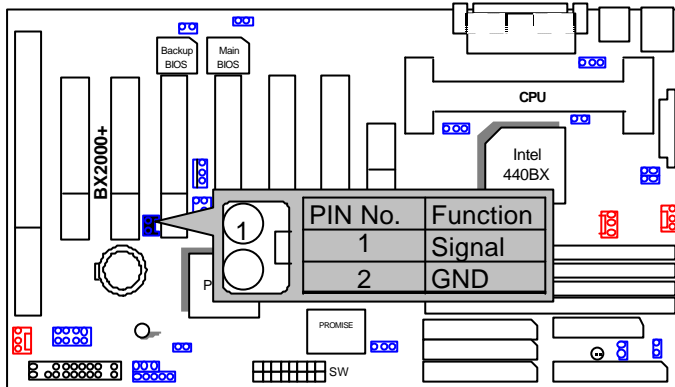 Backup
BIOS
Main
BIOS
CPU
BX2000+
Intel
440BX
1
PIN No. Function
1 Signal
2 GND
P
PROMISE
SW